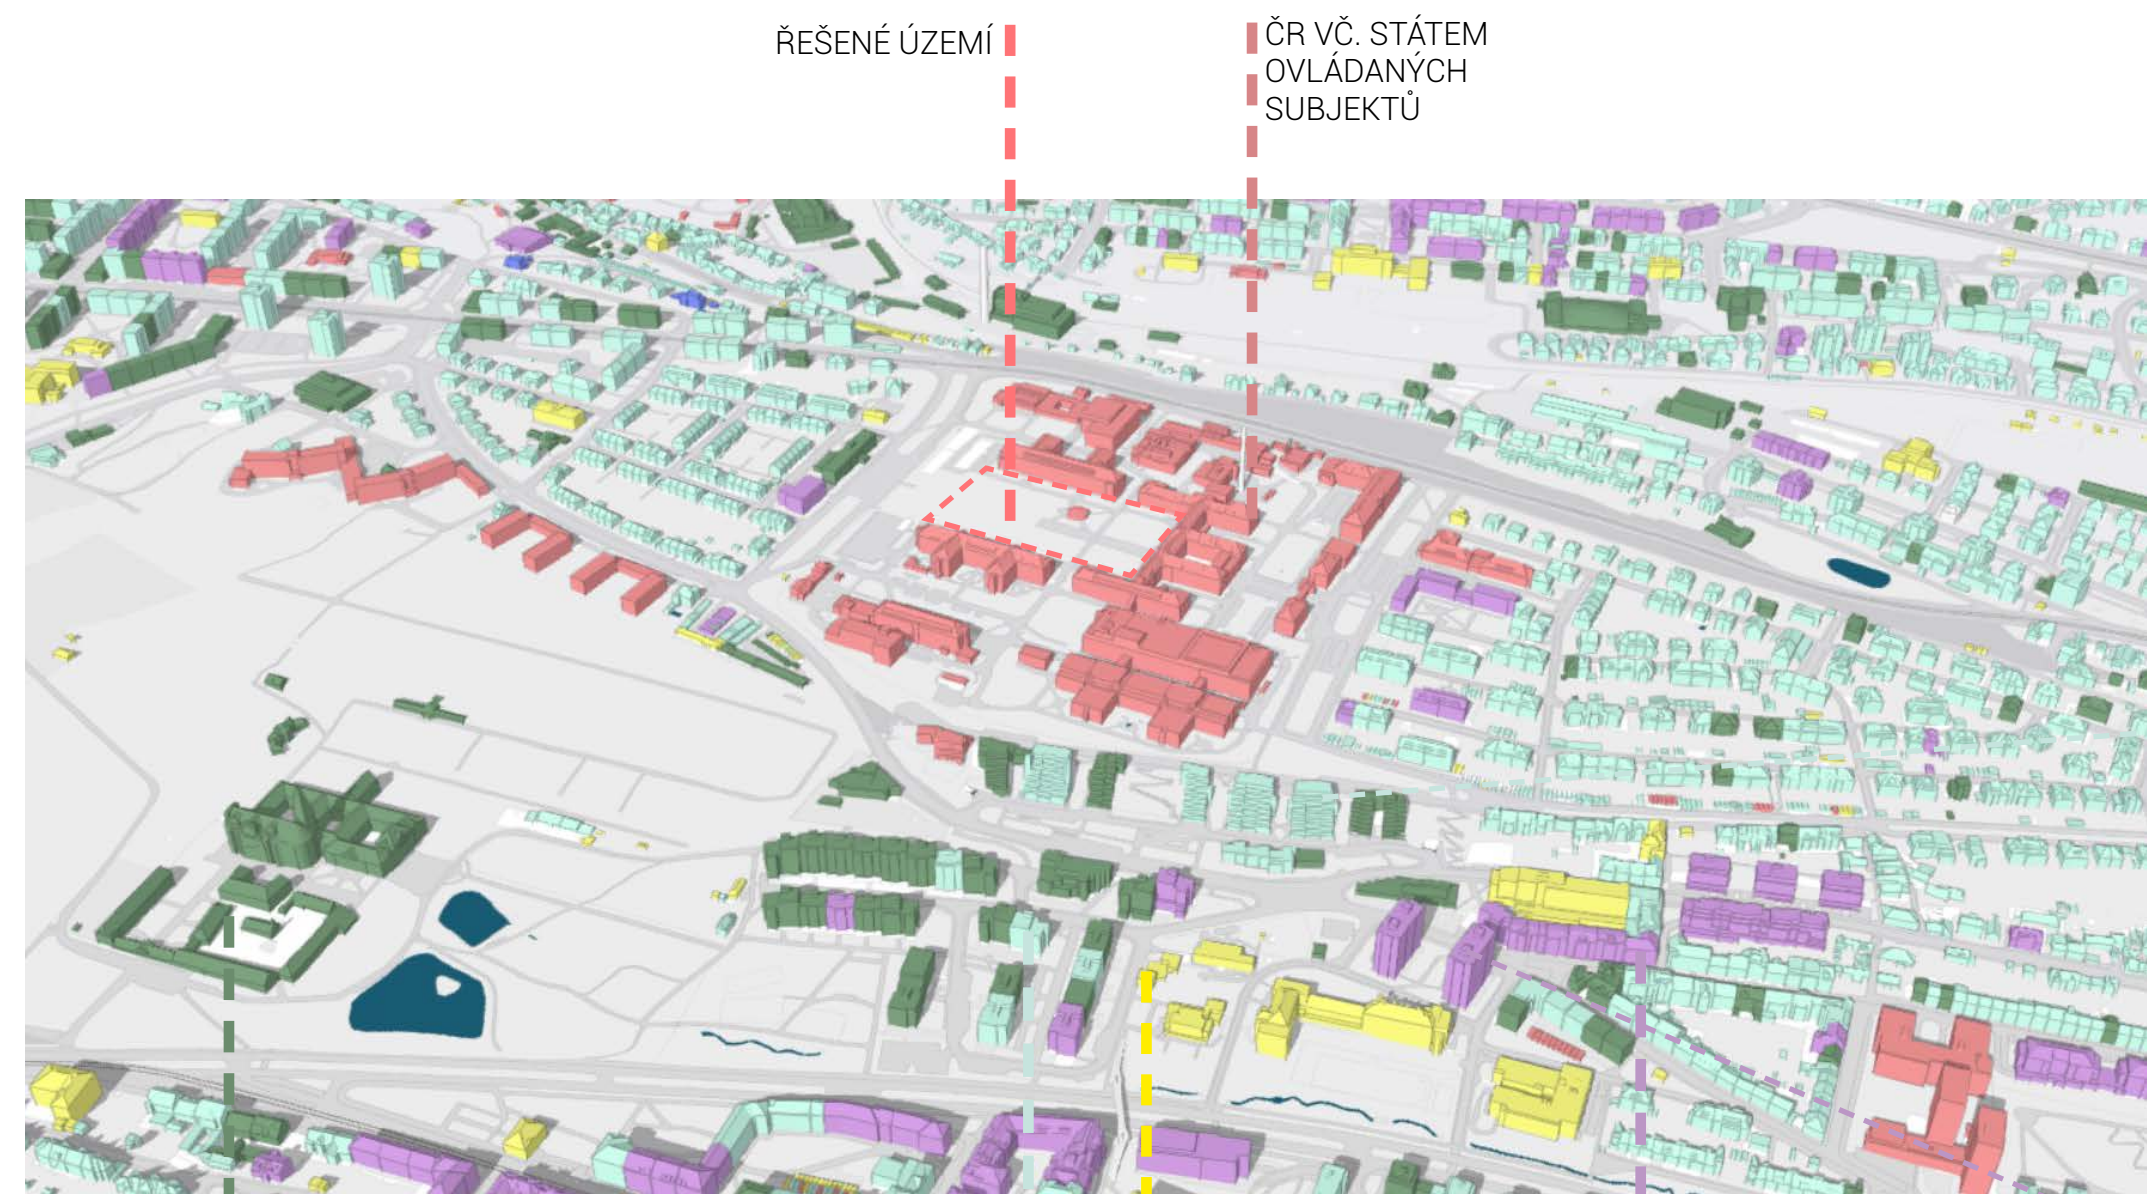 ŘEŠENÉ ÚZEMÍ
ČR VČ. STÁTEM
OVLÁDANÝCH
SUBJEKTŮ